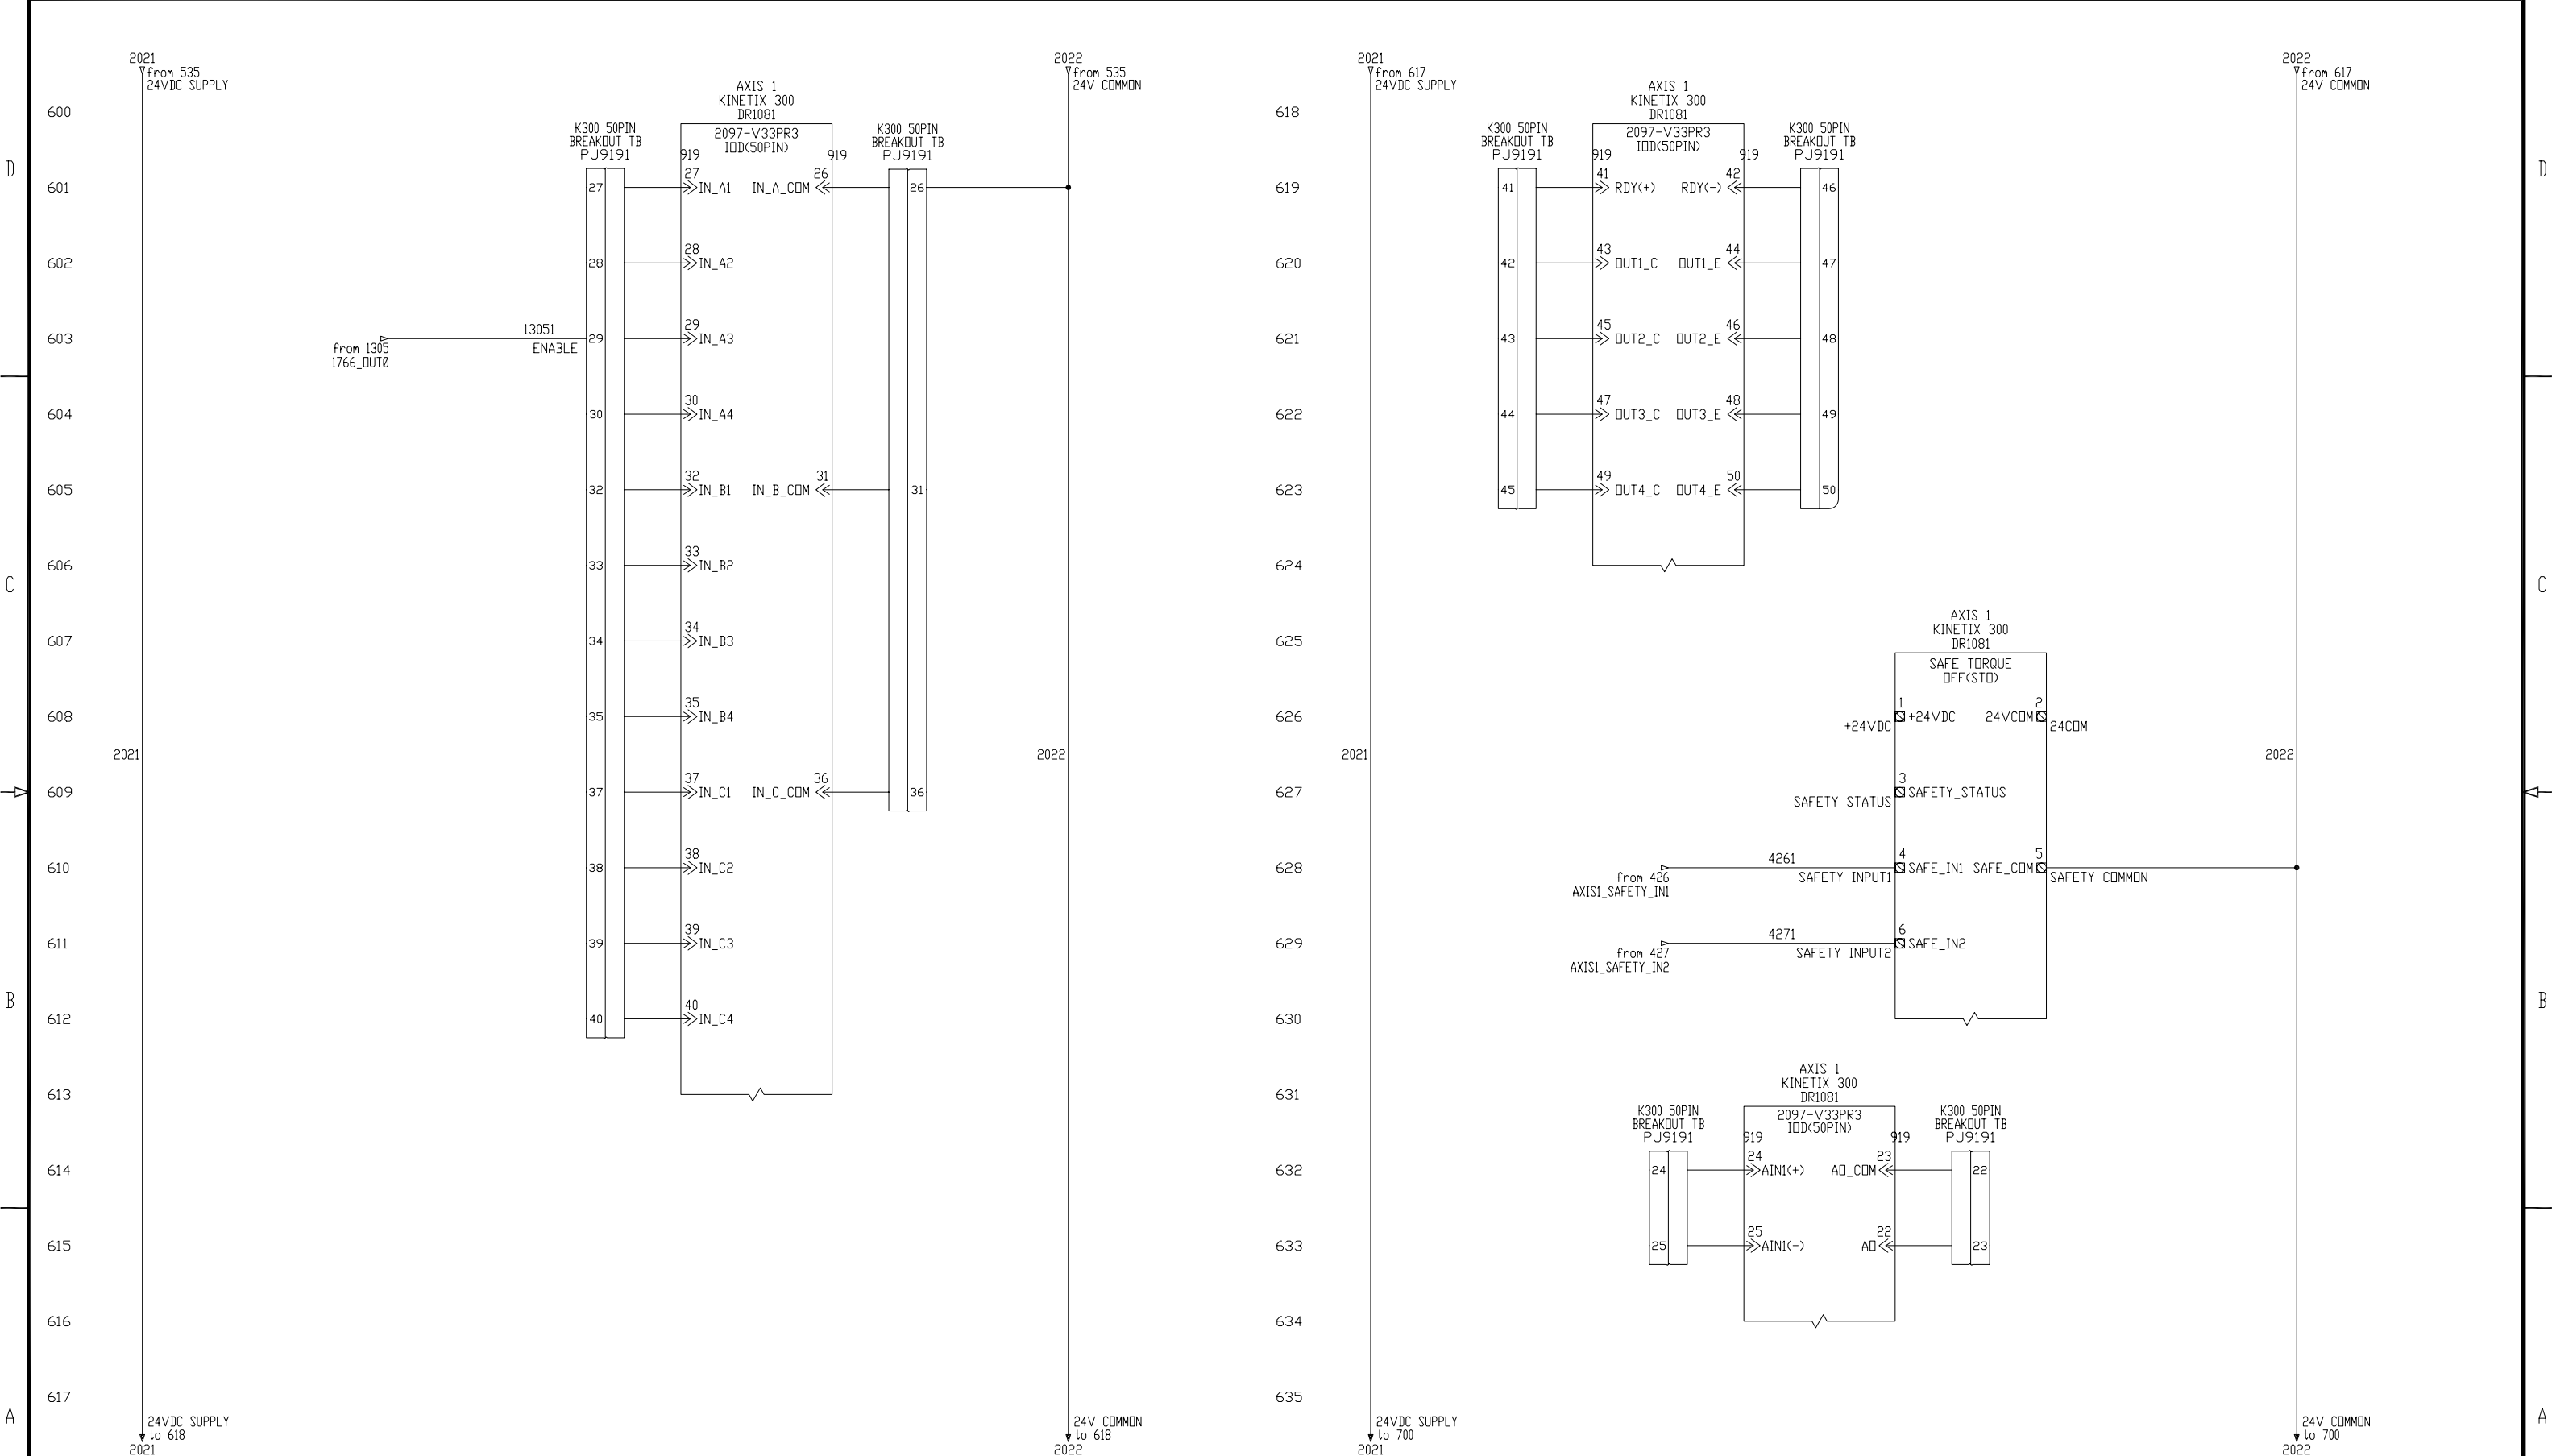 2021
from 535
24VDC SUPPLY
2022
from 535
24V COMMON
600
AXIS 1
KINETIX 300
DR1081
K300 50PIN
BREAKOUT TB
PJ9191
2097-V33PR3
IOD(50PIN)
919
919
K300 50PIN
BREAKOUT TB
PJ9191
D
601
27
27
IN_A1
IN_A_COM
26
26
602
28
28
IN_A2
603
from 1305
1766_OUT0
13051
ENABLE
29
29
IN_A3
604
30
30
IN_A4
605
32
32
IN_B1
IN_B_COM
31
31
C
606
33
33
IN_B2
607
34
34
IN_B3
608
35
35
IN_B4
2021
2022
609
37
37
IN_C1
IN_C_COM
36
36
610
38
38
IN_C2
611
39
39
IN_C3
B
612
40
40
IN_C4
613
614
615
616
617
A
24VDC SUPPLY
to 618
2021
24V COMMON
to 618
2022
2021
from 617
24VDC SUPPLY
2022
from 617
24V COMMON
618
AXIS 1
KINETIX 300
DR1081
K300 50PIN
BREAKOUT TB
PJ9191
2097-V33PR3
IOD(50PIN)
919
919
K300 50PIN
BREAKOUT TB
PJ9191
D
619
41
41
RDY(+)
RDY(-)
42
46
620
42
43
OUT1_C
OUT1_E
44
47
621
43
45
OUT2_C
OUT2_E
46
48
622
44
47
OUT3_C
OUT3_E
48
49
623
45
49
OUT4_C
OUT4_E
50
50
624
C
625
AXIS 1
KINETIX 300
DR1081
SAFE TORQUE
OFF(STO)
626
+24VDC
1
+24VDC
24VCOM
2
24COM
2021
2022
627
SAFETY STATUS
3
SAFETY_STATUS
628
from 426
AXIS1_SAFETY_IN1
4261
SAFETY INPUT1
4
SAFE_IN1
SAFE_COM
5
SAFETY COMMON
629
from 427
AXIS1_SAFETY_IN2
4271
SAFETY INPUT2
6
SAFE_IN2
B
630
631
AXIS 1
KINETIX 300
DR1081
K300 50PIN
BREAKOUT TB
PJ9191
2097-V33PR3
IOD(50PIN)
919
919
K300 50PIN
BREAKOUT TB
PJ9191
632
24
24
AIN1(+)
AO_COM
23
22
633
25
25
AIN1(-)
AO
22
23
634
635
A
24VDC SUPPLY
to 700
2021
24V COMMON
to 700
2022